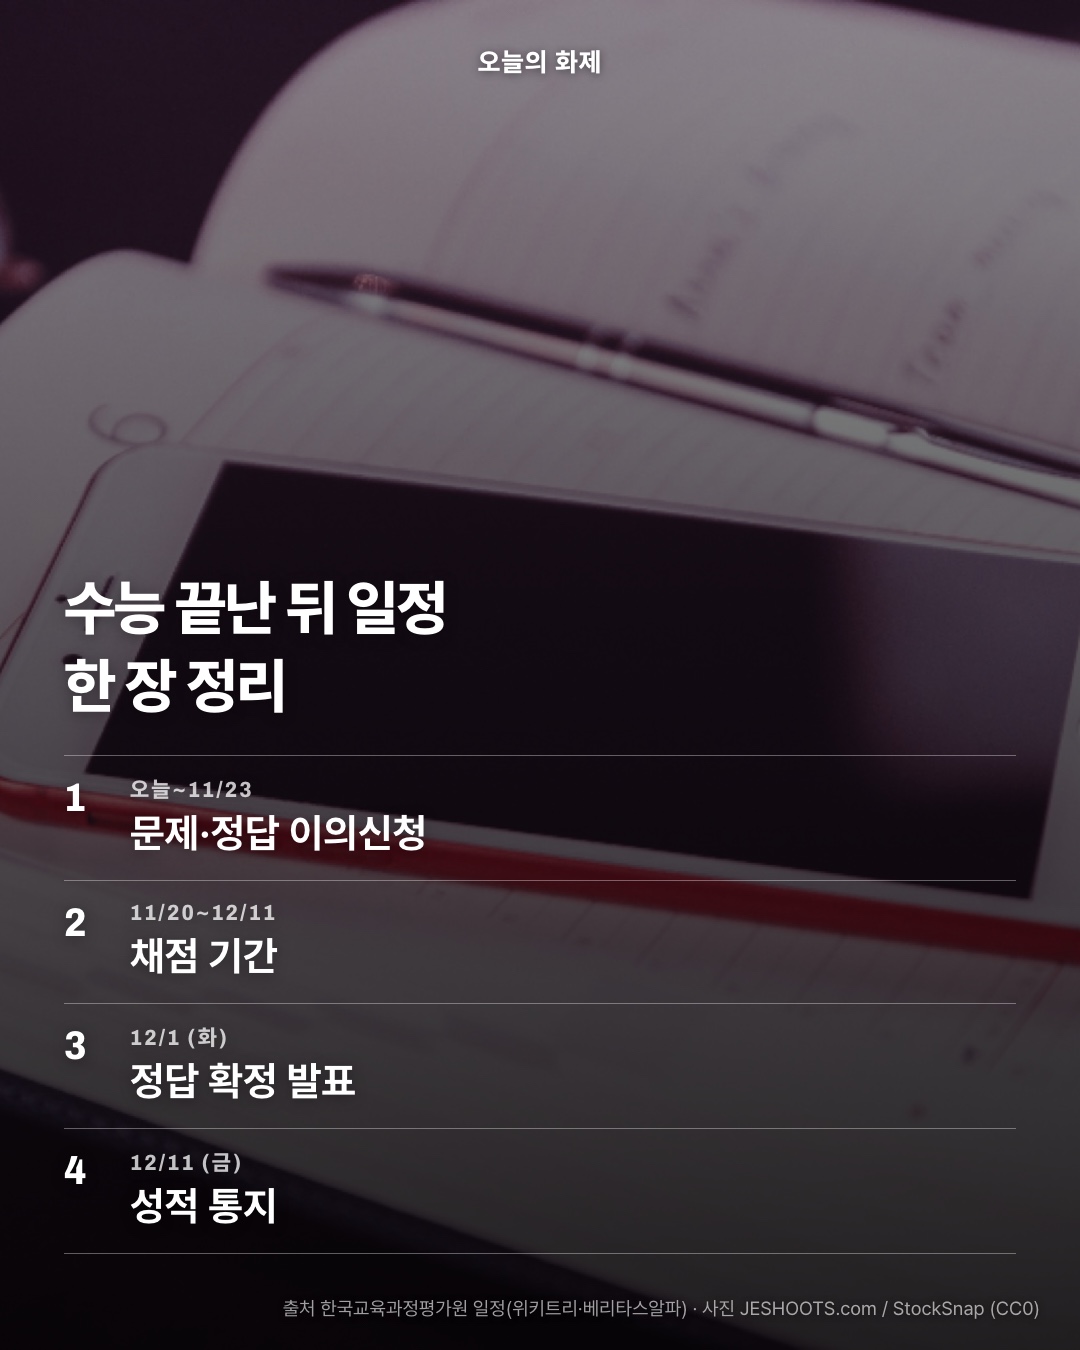 오늘의 화제
수능 끝난 뒤 일정
한 장 정리
1
오늘~11/23
문제·정답 이의신청
2
11/20~12/11
채점 기간
3
12/1 (화)
정답 확정 발표
4
12/11 (금)
성적 통지
출처 한국교육과정평가원 일정(위키트리·베리타스알파) · 사진 JESHOOTS.com / StockSnap (CC0)